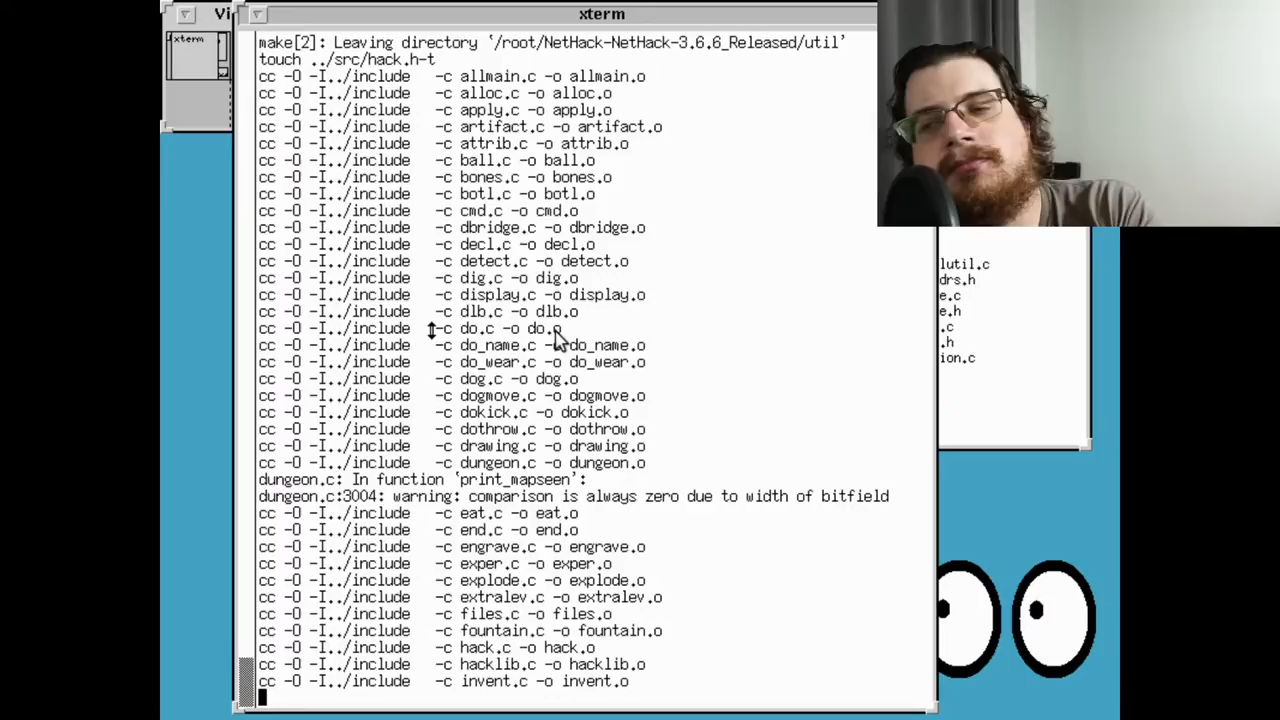 Vi
xterm
xterm
make[2]: Leaving directory `/root/NetHack-NetHack-3.6.6_Released/util'
touch ../src/hack.h-t
cc -O -I../include -c allmain.c -o allmain.o
cc -O -I../include -c alloc.c -o alloc.o
cc -O -I../include -c apply.c -o apply.o
cc -O -I../include -c artifact.c -o artifact.o
cc -O -I../include -c attrib.c -o attrib.o
cc -O -I../include -c ball.c -o ball.o
cc -O -I../include -c bones.c -o bones.o
cc -O -I../include -c botl.c -o botl.o
cc -O -I../include -c cmd.c -o cmd.o
cc -O -I../include -c dbridge.c -o dbridge.o
cc -O -I../include -c decl.c -o decl.o
cc -O -I../include -c detect.c -o detect.o
cc -O -I../include -c dig.c -o dig.o
cc -O -I../include -c display.c -o display.o
cc -O -I../include -c dlb.c -o dlb.o
cc -O -I../include -c do.c -o do.o
cc -O -I../include -c do_name.c -o do_name.o
cc -O -I../include -c do_wear.c -o do_wear.o
cc -O -I../include -c dog.c -o dog.o
cc -O -I../include -c dogmove.c -o dogmove.o
cc -O -I../include -c dokick.c -o dokick.o
cc -O -I../include -c dothrow.c -o dothrow.o
cc -O -I../include -c drawing.c -o drawing.o
cc -O -I../include -c dungeon.c -o dungeon.o
dungeon.c: In function `print_mapseen':
dungeon.c:3004: warning: comparison is always zero due to width of bitfield
cc -O -I../include -c eat.c -o eat.o
cc -O -I../include -c end.c -o end.o
cc -O -I../include -c engrave.c -o engrave.o
cc -O -I../include -c exper.c -o exper.o
cc -O -I../include -c explode.c -o explode.o
cc -O -I../include -c extralev.c -o extralev.o
cc -O -I../include -c files.c -o files.o
cc -O -I../include -c fountain.c -o fountain.o
cc -O -I../include -c hack.c -o hack.o
cc -O -I../include -c hacklib.c -o hacklib.o
cc -O -I../include -c invent.c -o invent.o
lutil.c
drs.h
e.c
e.h
.c
.h
ion.c